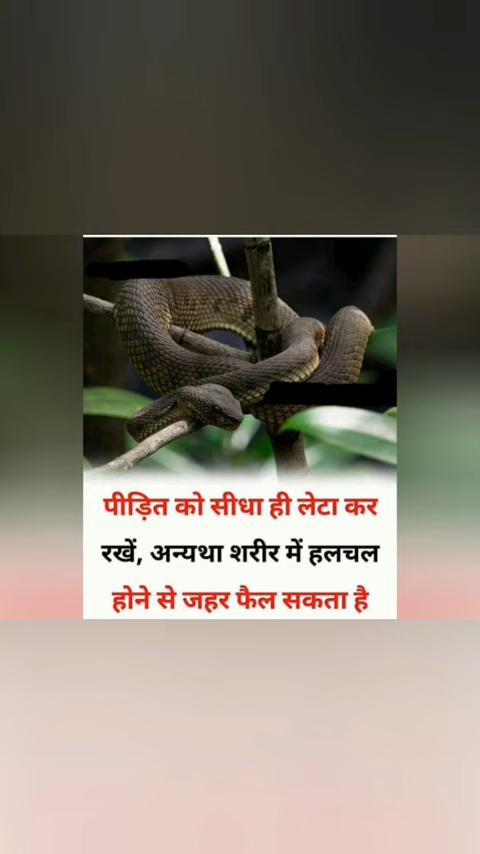 पीड़ित को सीधा ही लेटा कर
रखें, अन्यथा शरीर में हलचल
होने से जहर फैल सकता है